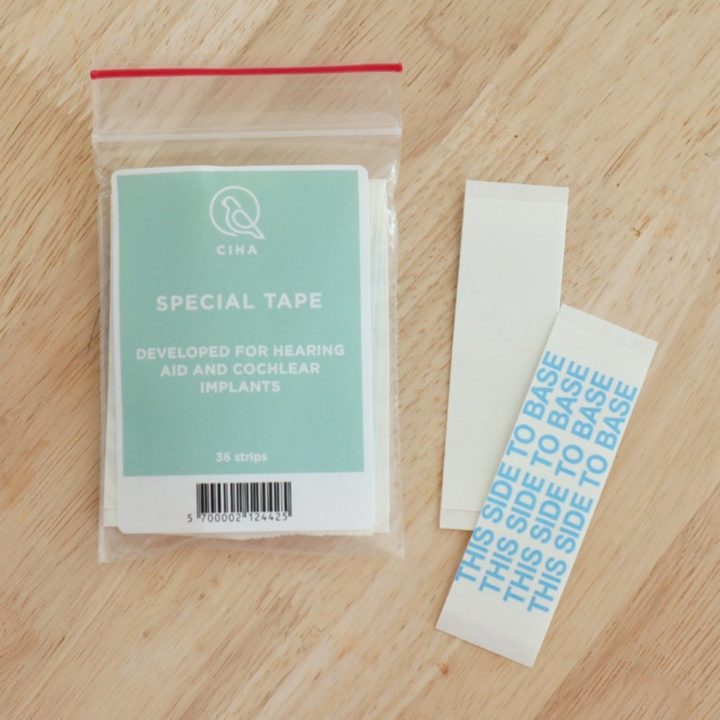 CIHA
SPECIAL TAPE
DEVELOPED FOR HEARING
AID AND COCHLEAR
IMPLANTS
36 strips
5 700002 124425
THIS SIDE TO BASE
THIS SIDE TO BASE
THIS SIDE TO BASE
THIS SIDE TO BASE